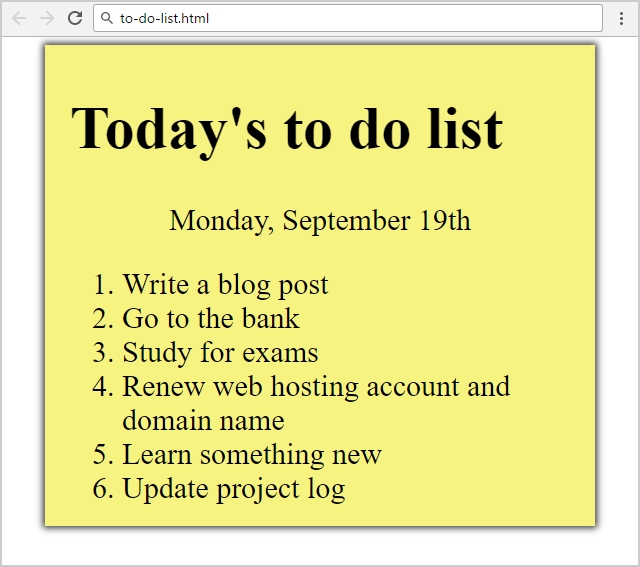 to-do-list.html
Today's to do list
Monday, September 19th
1. Write a blog post
2. Go to the bank
3. Study for exams
4. Renew web hosting account and
domain name
5. Learn something new
6. Update project log